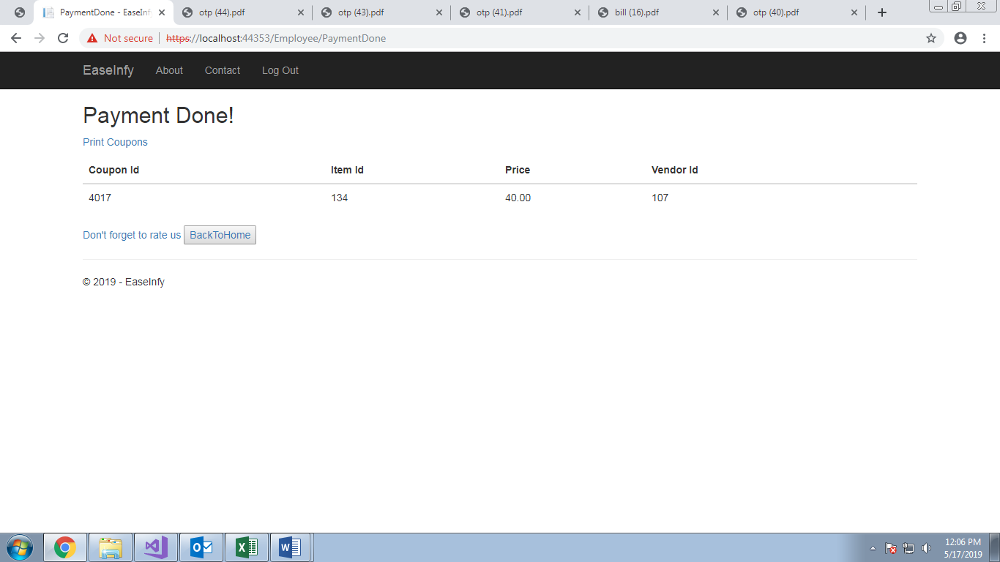 PaymentDone - EaseInf
otp (44).pdf
otp (43).pdf
otp (41).pdf
bill (16).pdf
otp (40).pdf
Not secure https://localhost:44353/Employee/PaymentDone
EaseInfy About Contact Log Out
Payment Done!
Print Coupons
Coupon Id Item Id Price Vendor Id
4017 134 40.00 107
Don't forget to rate us BackToHome
© 2019 - EaseInfy
12:06 PM
5/17/2019